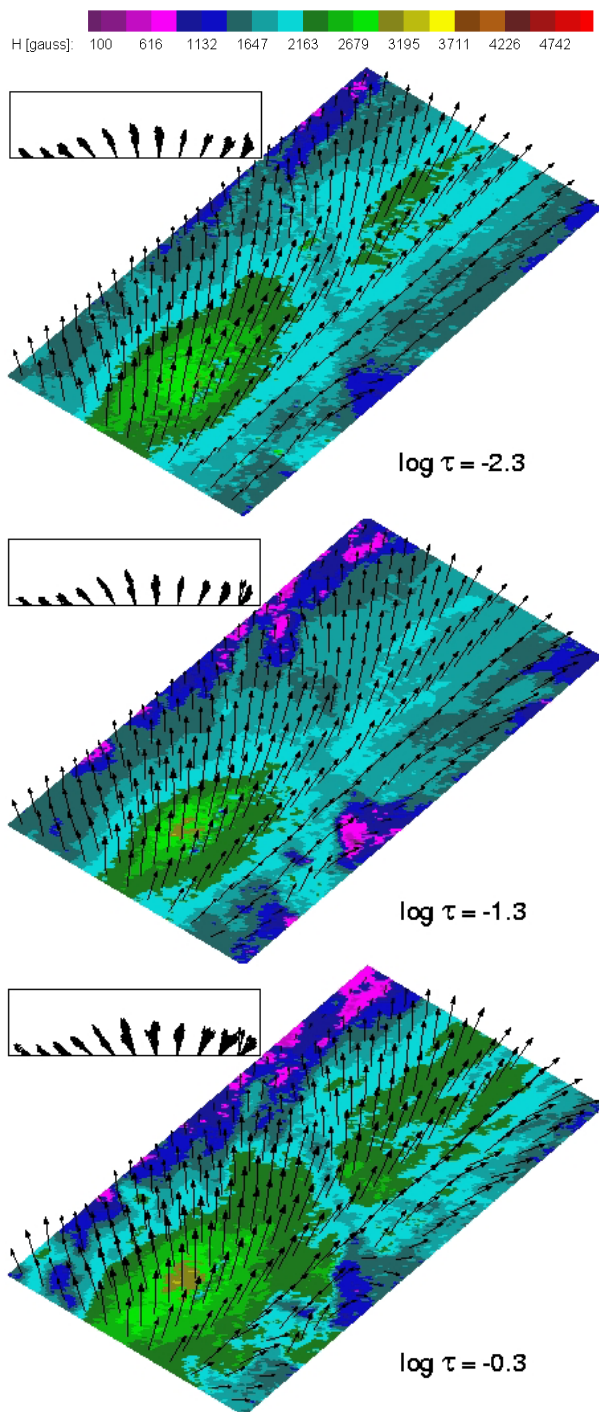 H [gauss]: 100 616 1132 1647 2163 2679 3195 3711 4226 4742
log τ = -2.3
log τ = -1.3
log τ = -0.3